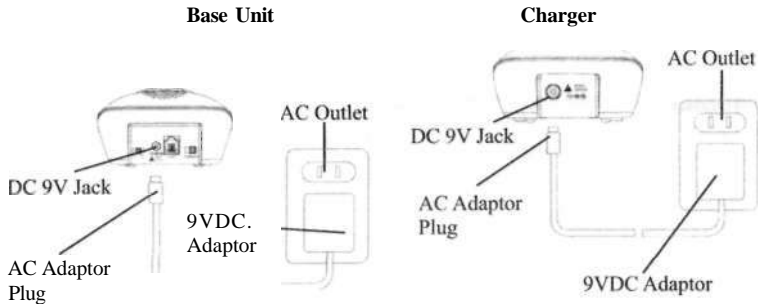 Base Unit
Charger
AC Outlet
DC 9V Jack
9VDC.
Adaptor
AC Adaptor
Plug
AC Outlet
DC 9V Jack
AC Adaptor
Plug
9VDC Adaptor